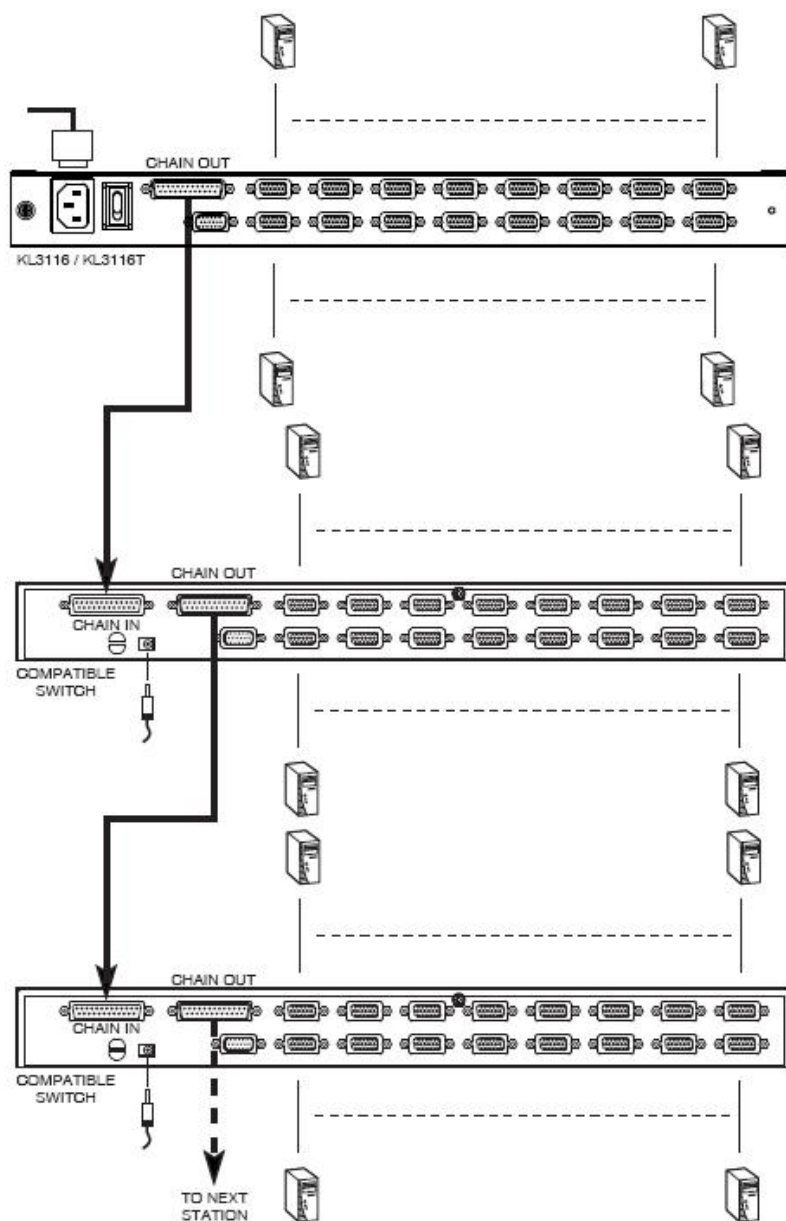 CHAIN OUT
KL3116 / KL3116T
CHAIN OUT
CHAIN IN
COMPATIBLE
SWITCH
CHAIN OUT
CHAIN IN
COMPATIBLE
SWITCH
TO NEXT
STATION